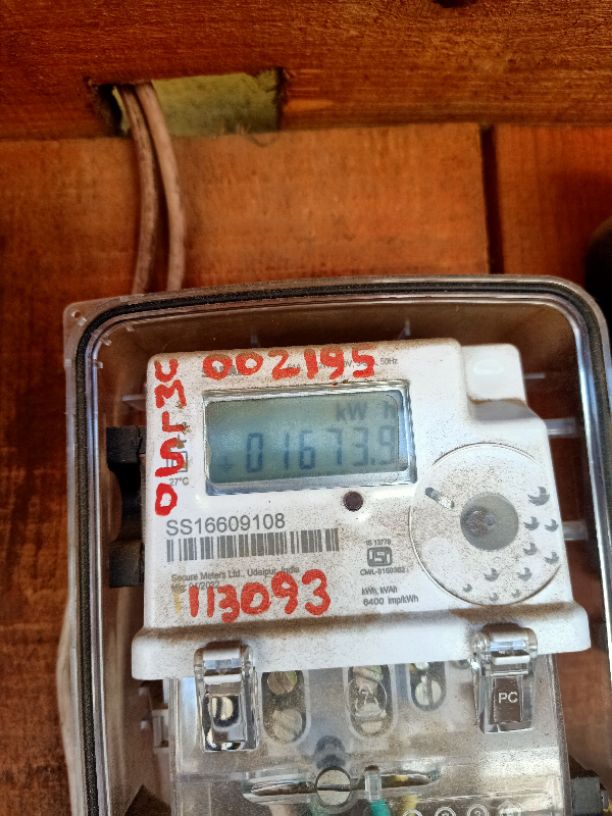 002195
50Hz
kW h
01673.9
27°C
SS16609108
IS 13779
ISI
Secure Meters Ltd., Udaipur, India
kWh, kVAh
6400 imp/kWh
113093
PC